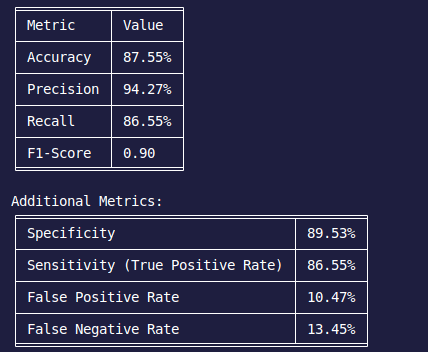 Metric Value
Accuracy 87.55%
Precision 94.27%
Recall 86.55%
F1-Score 0.90
Additional Metrics:
Specificity 89.53%
Sensitivity (True Positive Rate) 86.55%
False Positive Rate 10.47%
False Negative Rate 13.45%